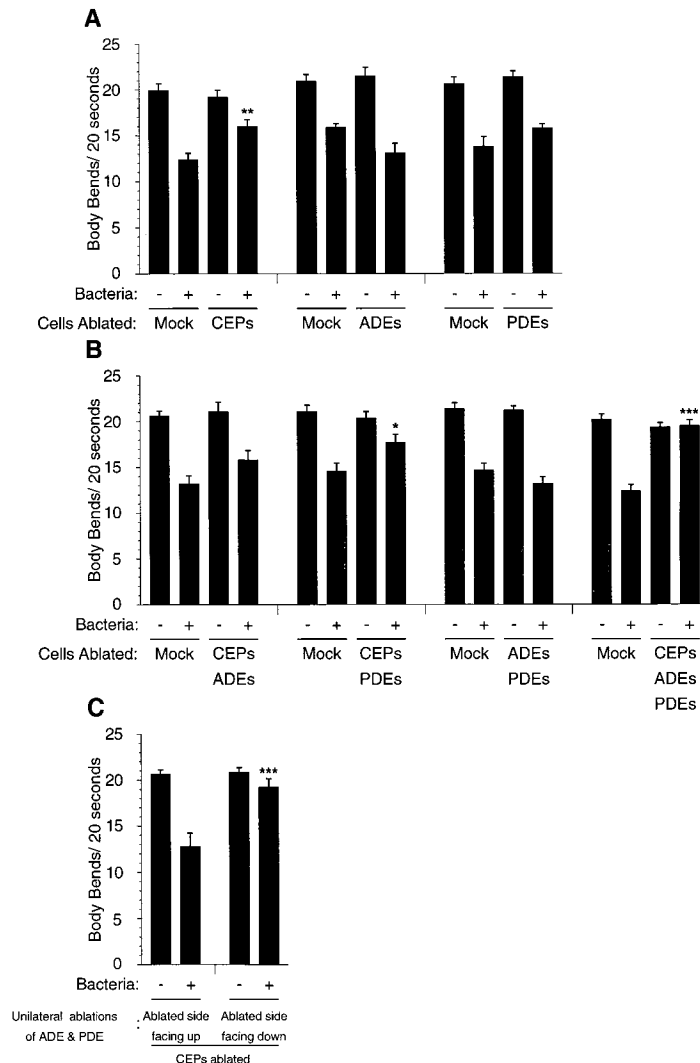 A
Body Bends/ 20 seconds
25
20
15
10
5
0
**
Bacteria: - + - + - + - + - + - +
Cells Ablated: Mock CEPs Mock ADEs Mock PDEs
B
Body Bends/ 20 seconds
25
20
15
10
5
0
* ***
Bacteria: - + - + - + - + - + - + - + - +
Cells Ablated: Mock CEPs Mock CEPs Mock ADEs Mock CEPs
ADEs PDEs PDEs ADEs
PDEs
C
Body Bends/ 20 seconds
25
20
15
10
5
0
***
Bacteria: - + - +
Unilateral ablations : Ablated side Ablated side
of ADE & PDE facing up facing down
CEPs ablated